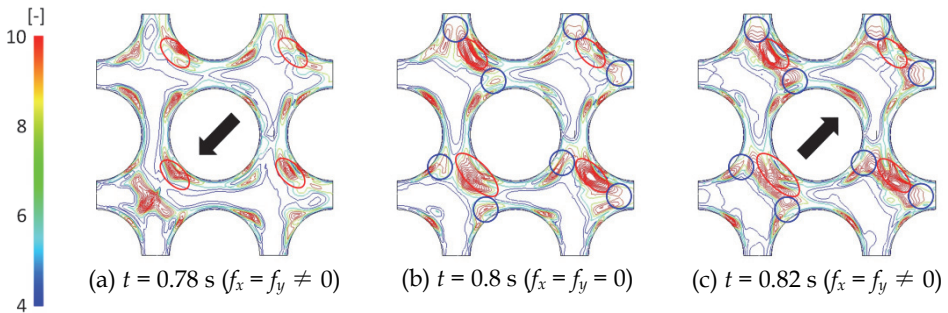 [-]
10
8
6
4
(a) t = 0.78 s (fx = fy ≠ 0)
(b) t = 0.8 s (fx = fy = 0)
(c) t = 0.82 s (fx = fy ≠ 0)